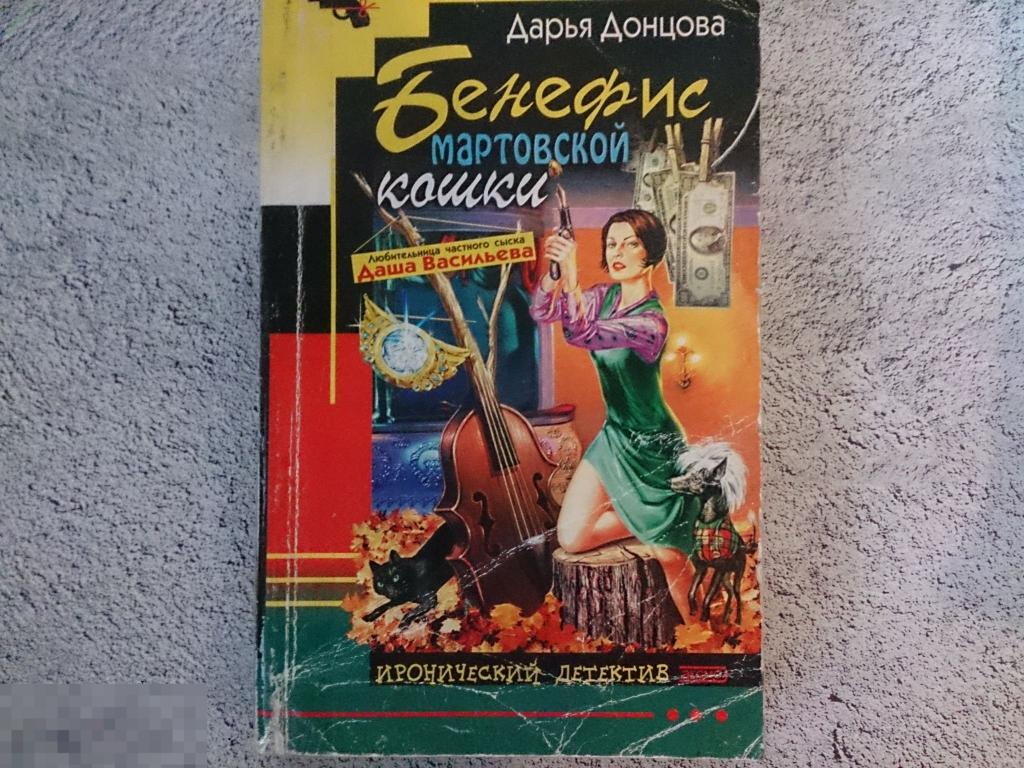 Дарья Донцова
Бенефис
мартовской
кошки
Любительница частного сыска
Даша Васильева
ИРОНИЧЕСКИЙ ДЕТЕКТИВ